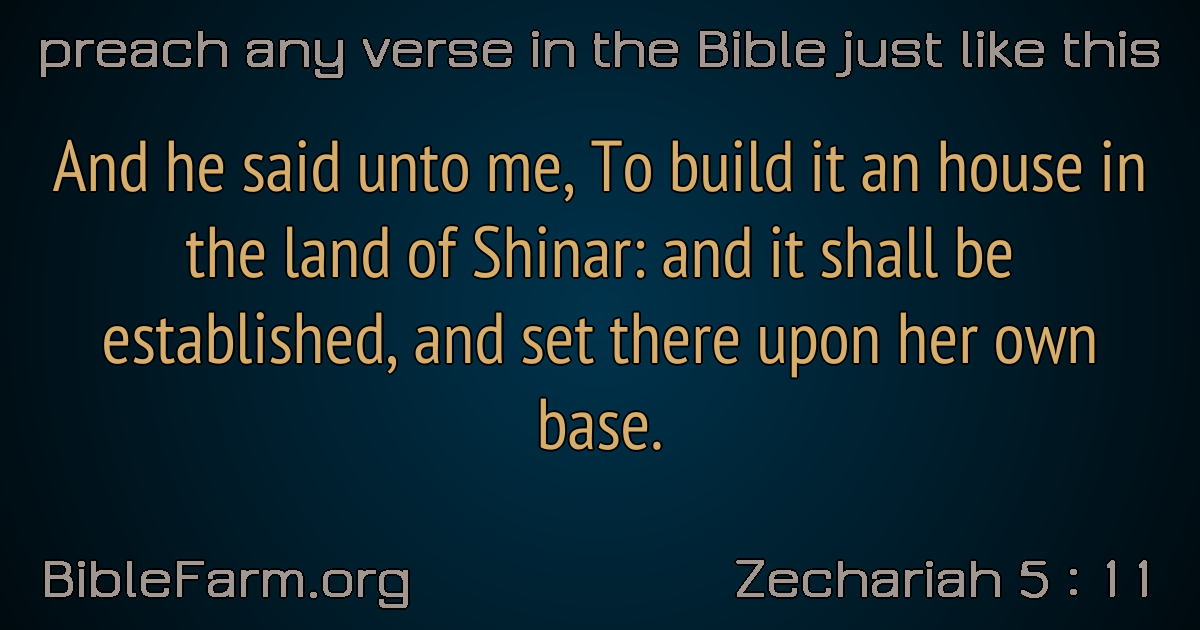 preach any verse in the Bible just like this
And he said unto me, To build it an house in
the land of Shinar: and it shall be
established, and set there upon her own
base.
BibleFarm.org
Zechariah 5 : 11